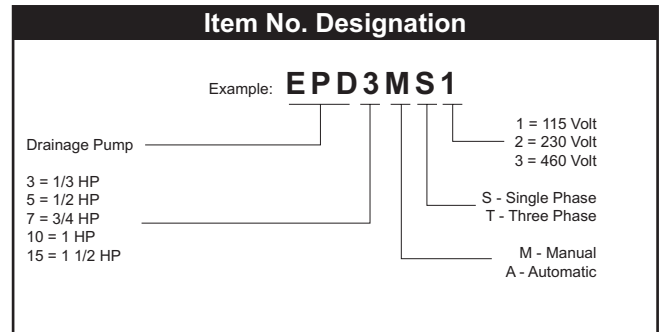 Item No. Designation
Example: EPD3MS1
Drainage Pump
3 = 1/3 HP
5 = 1/2 HP
7 = 3/4 HP
10 = 1 HP
15 = 1 1/2 HP
1 = 115 Volt
2 = 230 Volt
3 = 460 Volt
S - Single Phase
T - Three Phase
M - Manual
A - Automatic